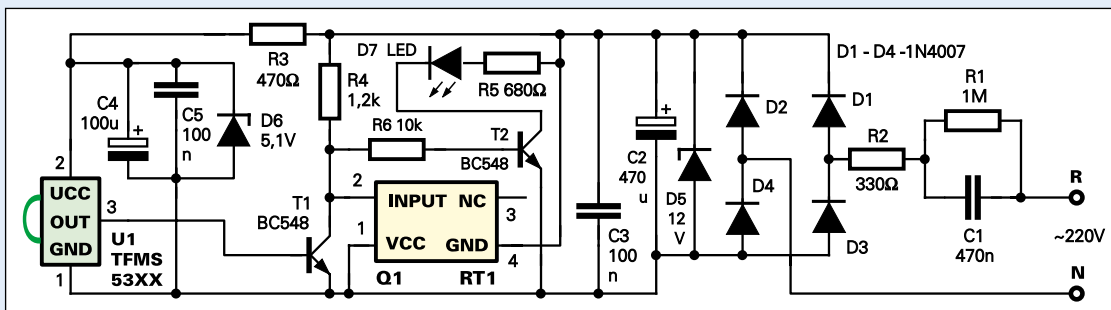 R3
470Ω
D7 LED
R5 680Ω
R4
1,2k
R6 10k
T2
BC548
C4
100u
+
C5
100
n
D6
5,1V
2
UCC
OUT
GND
3
1
U1
TFMS
53XX
T1
BC548
2
1
INPUT NC
VCC
GND
3
4
Q1
RT1
+
C2
470
u
C3
100
n
D5
12
V
D2
D4
D1 - D4 -1N4007
D1
D3
R2
330Ω
R1
1M
C1
470n
R
~220V
N